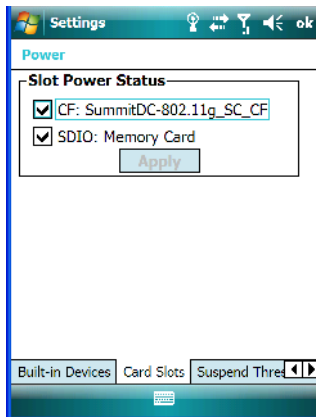 Settings ok
Power
Slot Power Status
CF: SummitDC-802.11g_SC_CF
SDIO: Memory Card
Apply
Built-in Devices Card Slots Suspend Thres